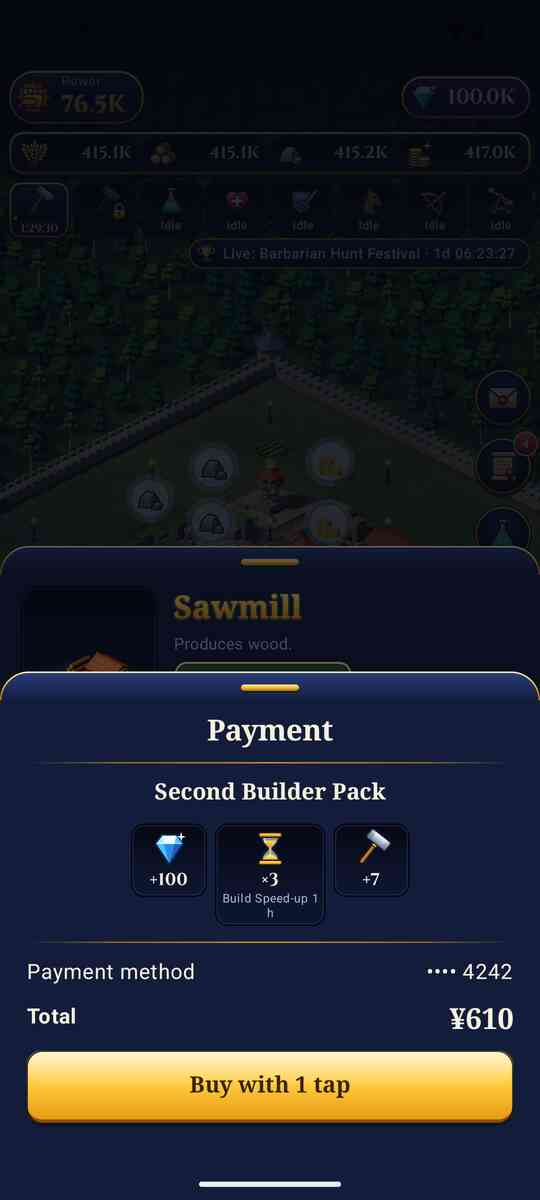 Power
76.5K
100.0K
415.1K
415.1K
415.2K
417.0K
1:29:30
Idle
Idle
Idle
Idle
Idle
Idle
Live: Barbarian Hunt Festival · 1d 06:23:27
4
Sawmill
Produces wood.
Payment
Second Builder Pack
+100
×3
Build Speed-up 1
h
+7
Payment method
•••• 4242
Total
¥610
Buy with 1 tap